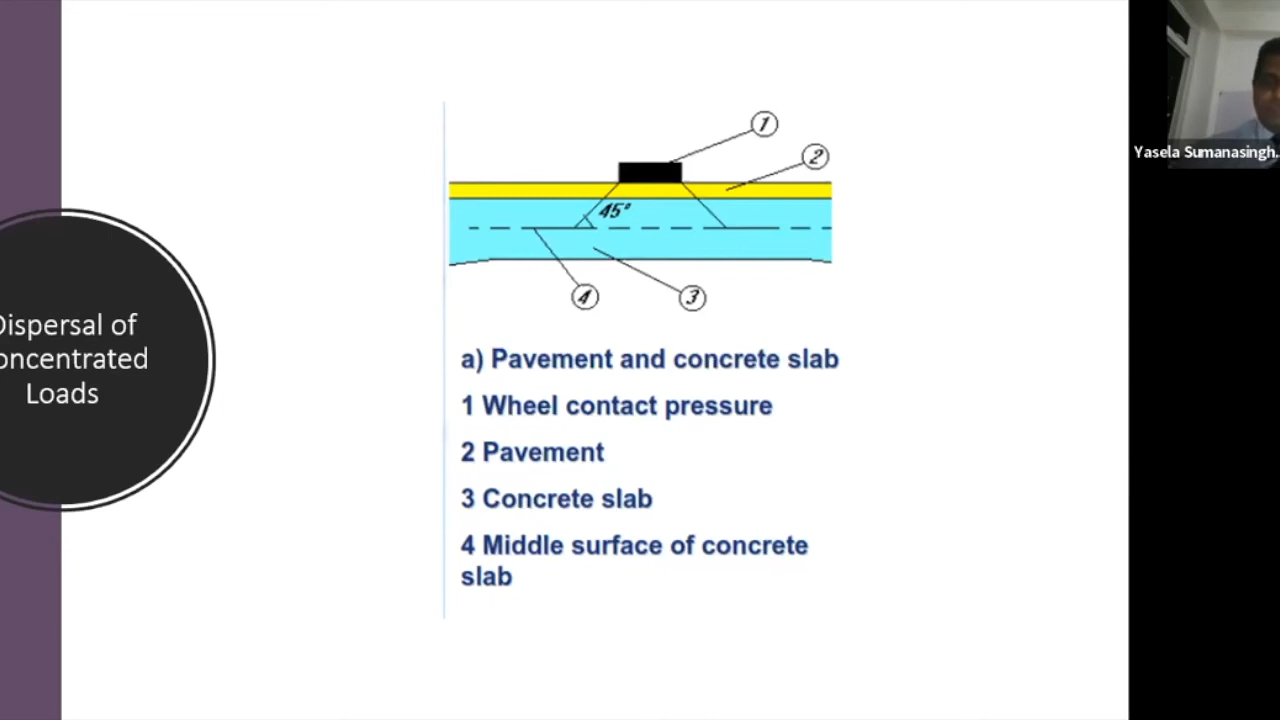 1
2
45°
4
3
Dispersal of
Concentrated
Loads
a) Pavement and concrete slab
1 Wheel contact pressure
2 Pavement
3 Concrete slab
4 Middle surface of concrete
slab
Yasela Sumanasingh...